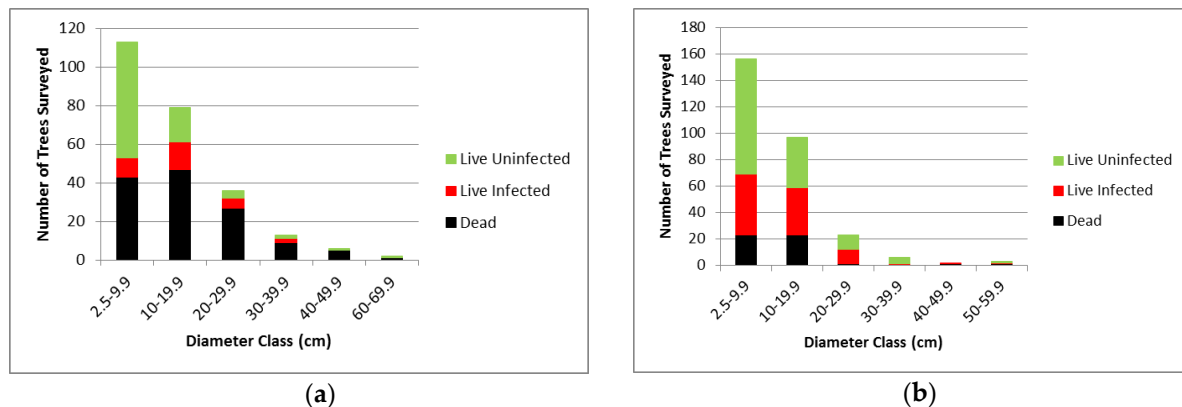 120
100
80
60
40
20
0
Number of Trees Surveyed
2.5-9.9
10-19.9
20-29.9
30-39.9
40-49.9
60-69.9
Diameter Class (cm)
Live Uninfected
Live Infected
Dead
(a)
180
160
140
120
100
80
60
40
20
0
Number of Trees Surveyed
2.5-9.9
10-19.9
20-29.9
30-39.9
40-49.9
50-59.9
Diameter Class (cm)
Live Uninfected
Live Infected
Dead
(b)